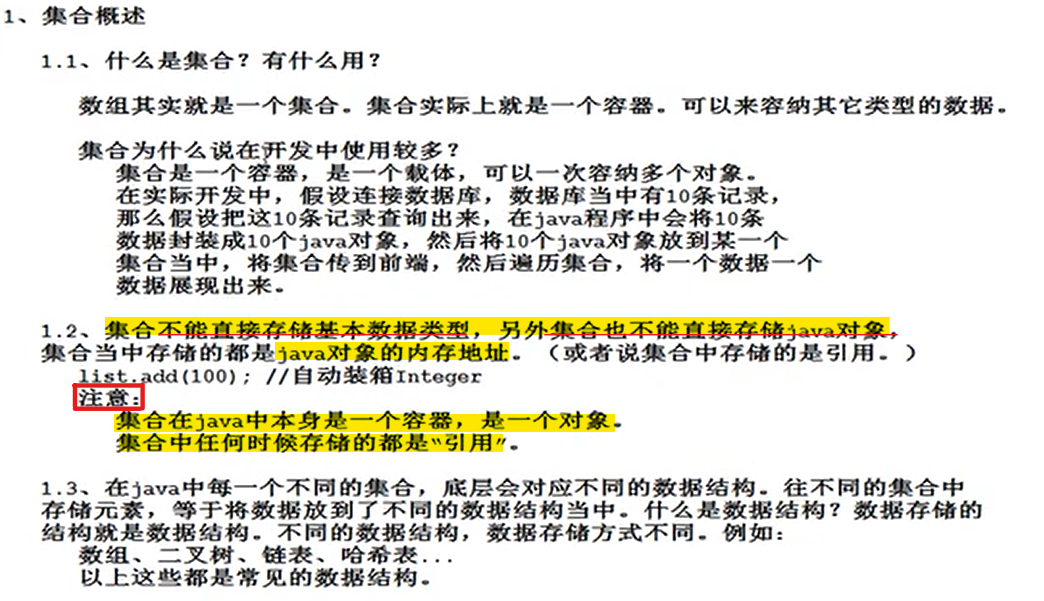 1、集合概述
1.1、什么是集合？有什么用？
数组其实就是一个集合。集合实际上就是一个容器。可以来容纳其它类型的数据。
集合为什么说在开发中使用较多？
集合是一个容器，是一个载体，可以一次容纳多个对象。
在实际开发中，假设连接数据库，数据库当中有10条记录，
那么假设把这10条记录查询出来，在java程序中会将10条
数据封装成10个java对象，然后将10个java对象放到某一个
集合当中，将集合传到前端，然后遍历集合，将一个数据一个
数据展现出来。
1.2、集合不能直接存储基本数据类型，另外集合也不能直接存储java对象，
集合当中存储的都是java对象的内存地址。（或者说集合中存储的是引用。）
list.add(100); //自动装箱Integer
注意：
集合在java中本身是一个容器，是一个对象。
集合中任何时候存储的都是“引用”。
1.3、在java中每一个不同的集合，底层会对应不同的数据结构。往不同的集合中
存储元素，等于将数据放到了不同的数据结构当中。什么是数据结构？数据存储的
结构就是数据结构。不同的数据结构，数据存储方式不同。例如：
数组、二叉树、链表、哈希表...
以上这些都是常见的数据结构。